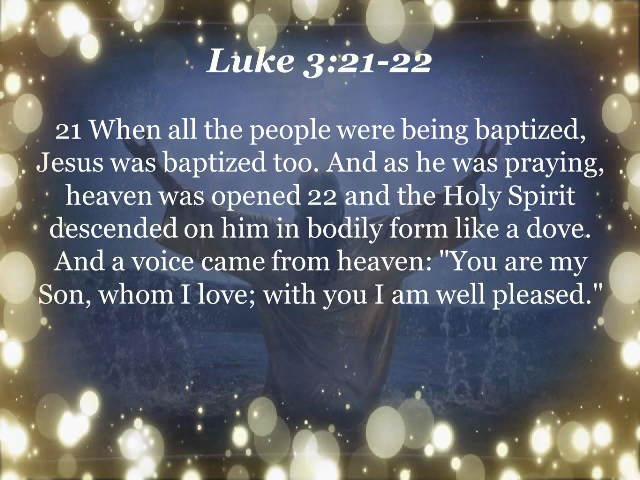 Luke 3:21-22
21 When all the people were being baptized,
Jesus was baptized too. And as he was praying,
heaven was opened 22 and the Holy Spirit
descended on him in bodily form like a dove.
And a voice came from heaven: "You are my
Son, whom I love; with you I am well pleased."